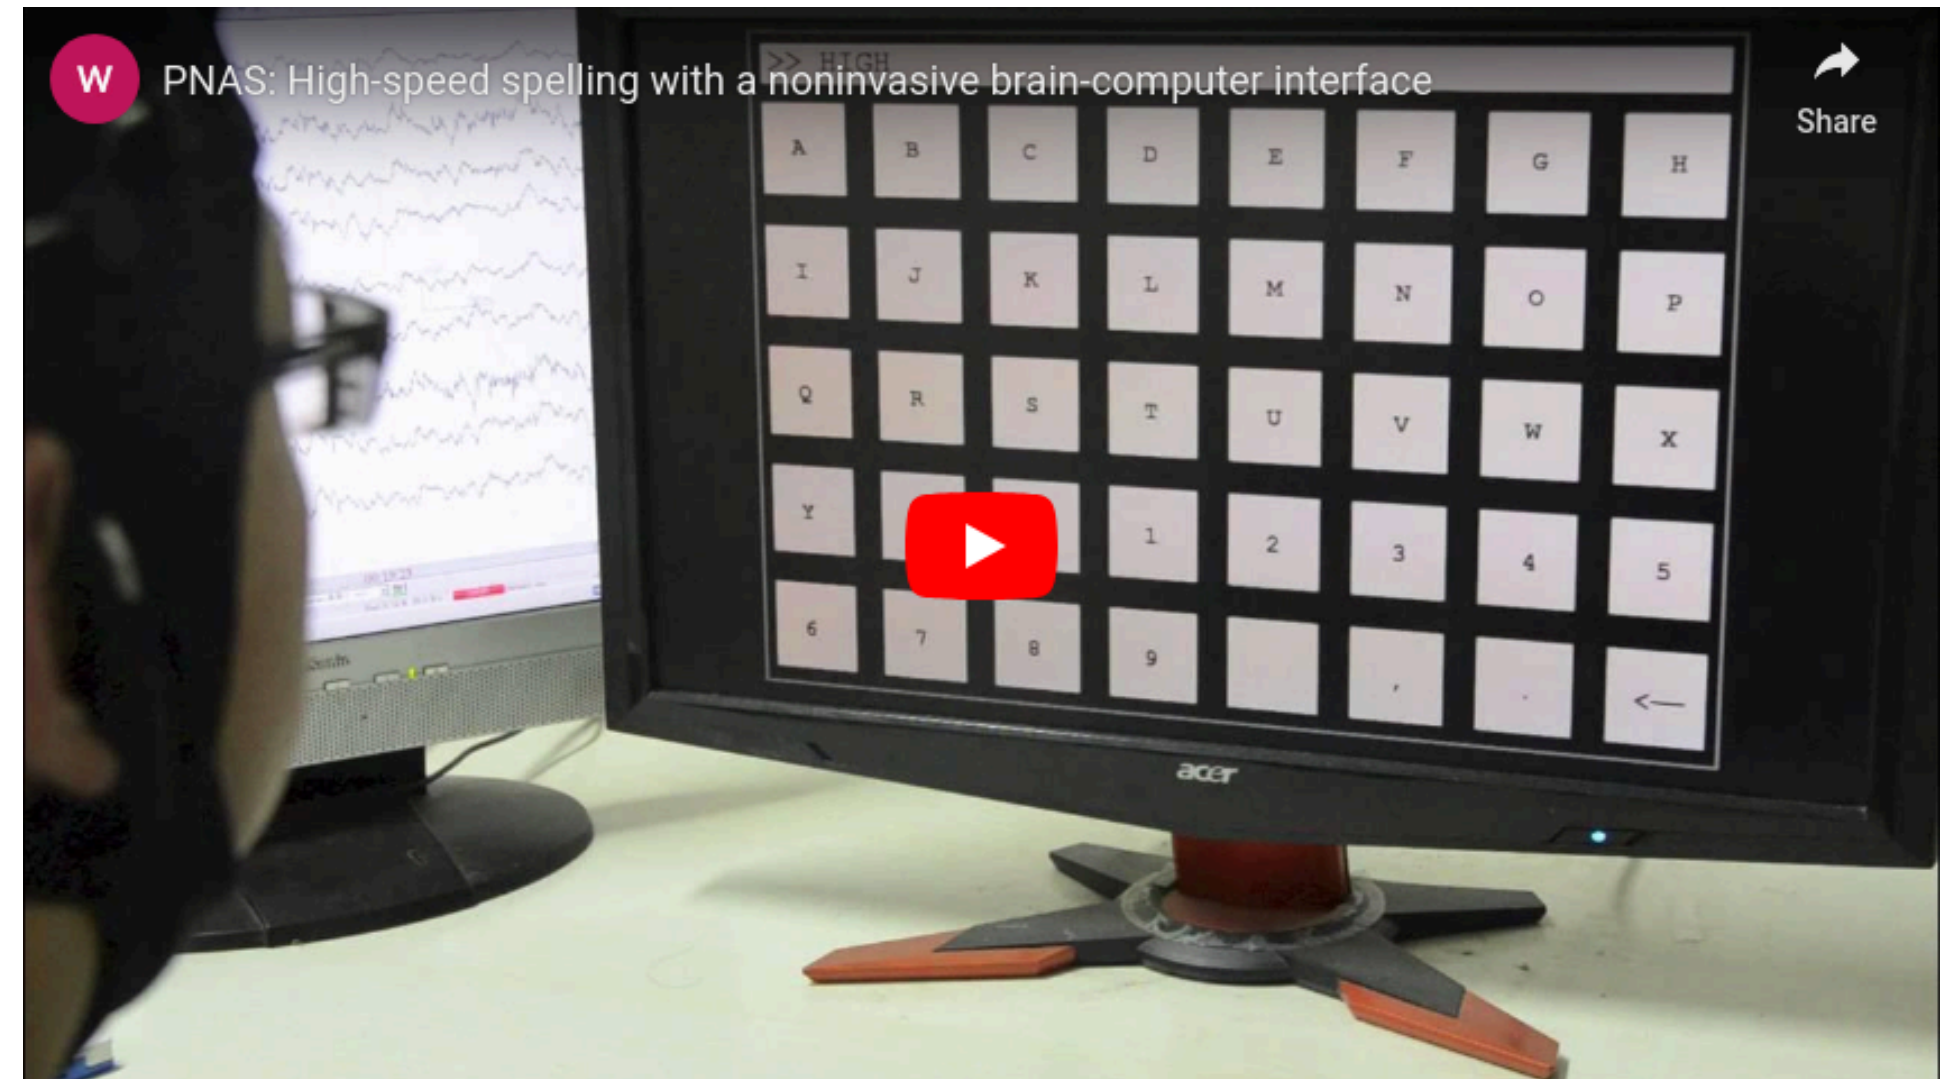 W
PNAS: High-speed spelling with a noninvasive brain-computer interface
Share
>> HIGH
A B C D E F G H
I J K L M N O P
Q R S T U V W X
Y 1 2 3 4 5
6 7 8 9 , . <—
acer